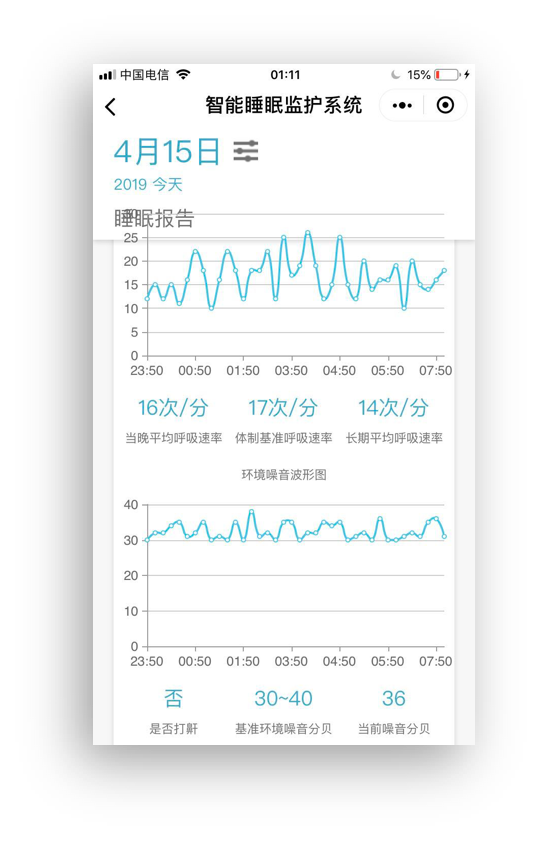 中国电信 01:11 15%
智能睡眠监护系统
4月15日
2019 今天
睡眠报告
30
25
20
15
10
5
0
23:50 00:50 01:50 03:50 04:50 05:50 07:50
16次/分 17次/分 14次/分
当晚平均呼吸速率 体制基准呼吸速率 长期平均呼吸速率
环境噪音波形图
40
30
20
10
0
23:50 00:50 01:50 03:50 04:50 05:50 07:50
否 30~40 36
是否打鼾 基准环境噪音分贝 当前噪音分贝